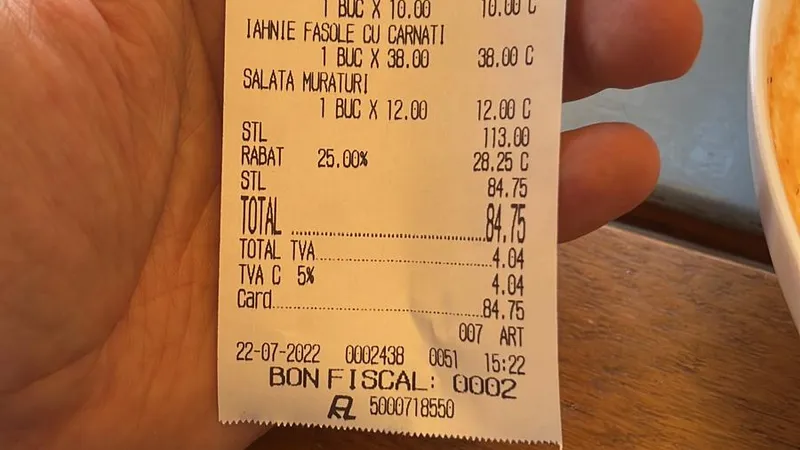 1 BUC X 10.00 10.00 C
IAHNIE FASOLE CU CARNATI
1 BUC X 38.00 38.00 C
SALATA MURATURI
1 BUC X 12.00 12.00 C
STL 113.00
RABAT 25.00% 28.25 C
STL 84.75
TOTAL ........................ 84.75
TOTAL TVA........................ 4.04
TVA C 5% 4.04
Card........................ 84.75
007 ART
22-07-2022 0002438 0051 15:22
BON FISCAL: 0002
5000718550